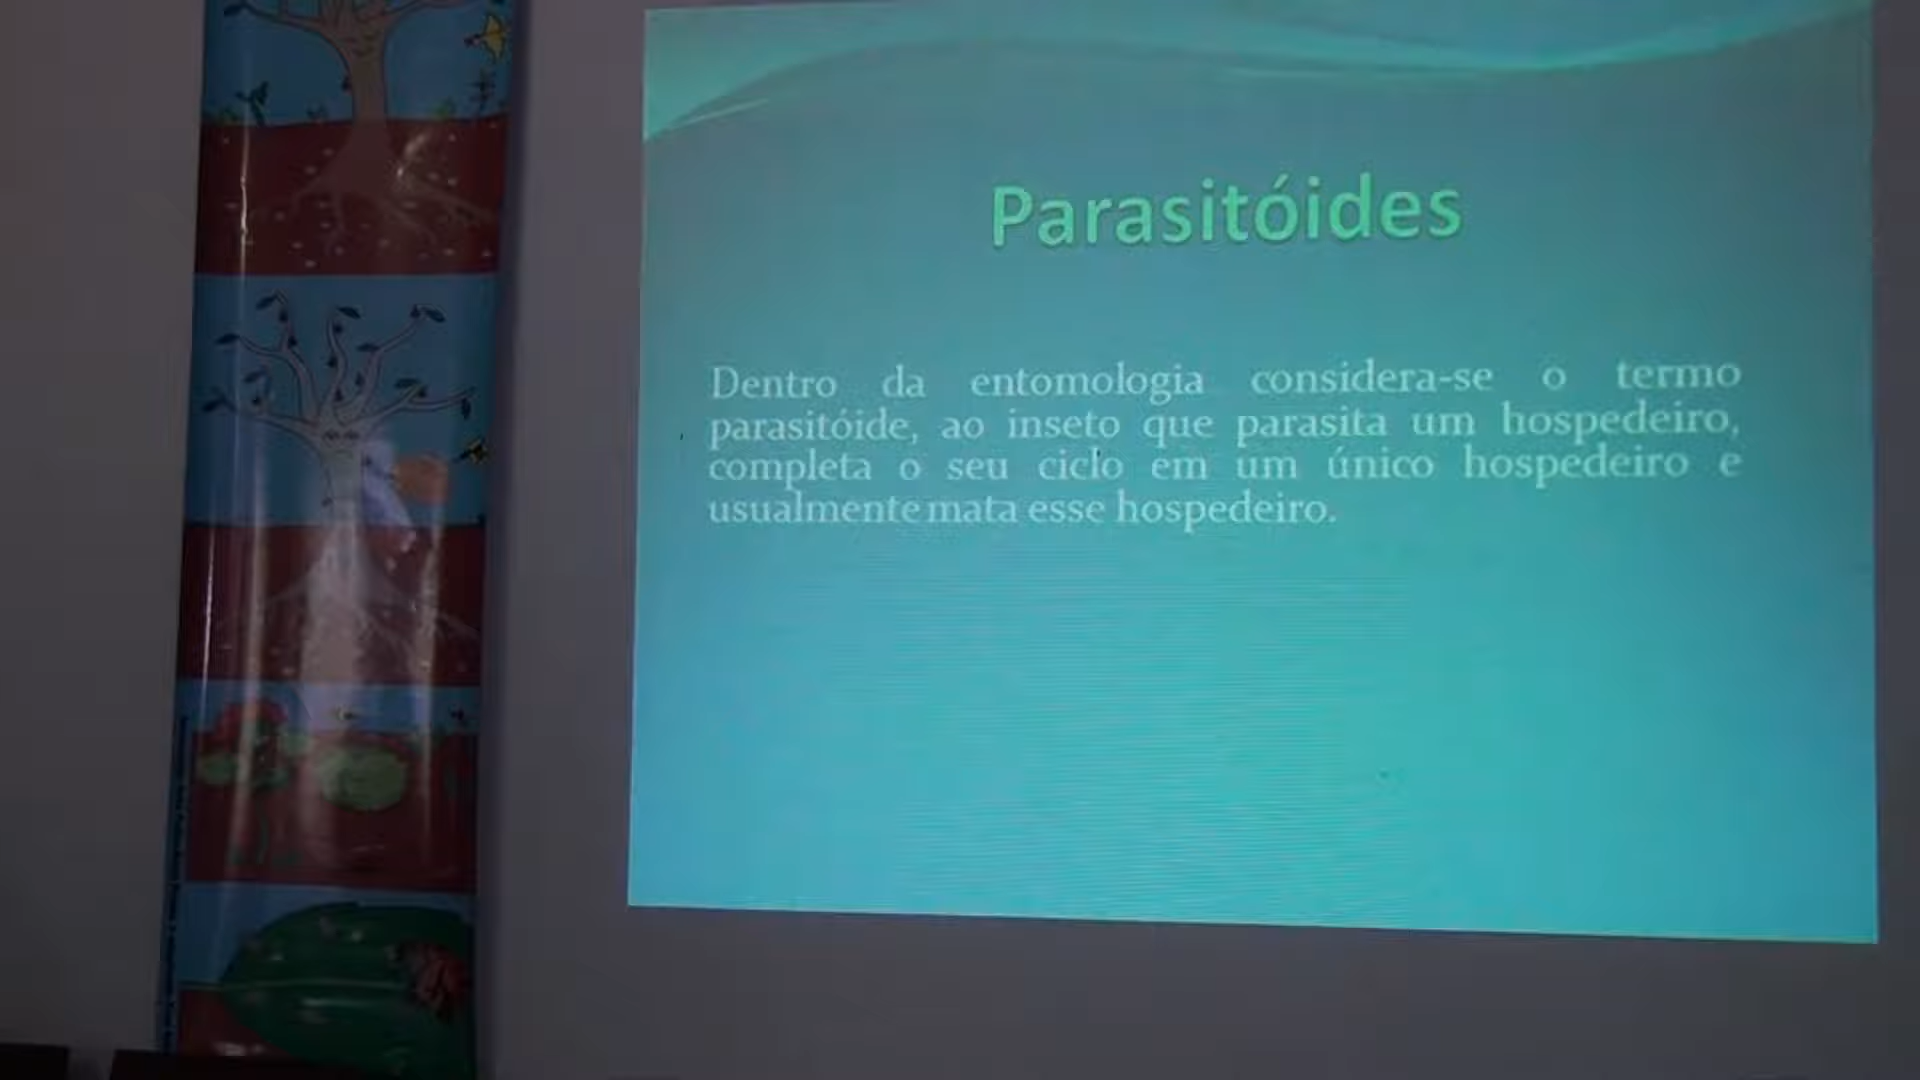 Parasitóides
Dentro da entomologia considera-se o termo
parasitóide, ao inseto que parasita um hospedeiro,
completa o seu ciclo em um único hospedeiro e
usualmente mata esse hospedeiro.